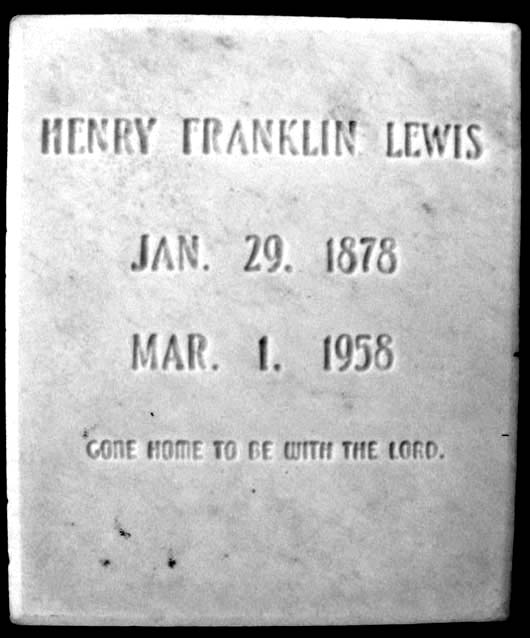 HENRY FRANKLIN LEWIS
JAN. 29. 1878
MAR. 1. 1958
GONE HOME TO BE WITH THE LORD.